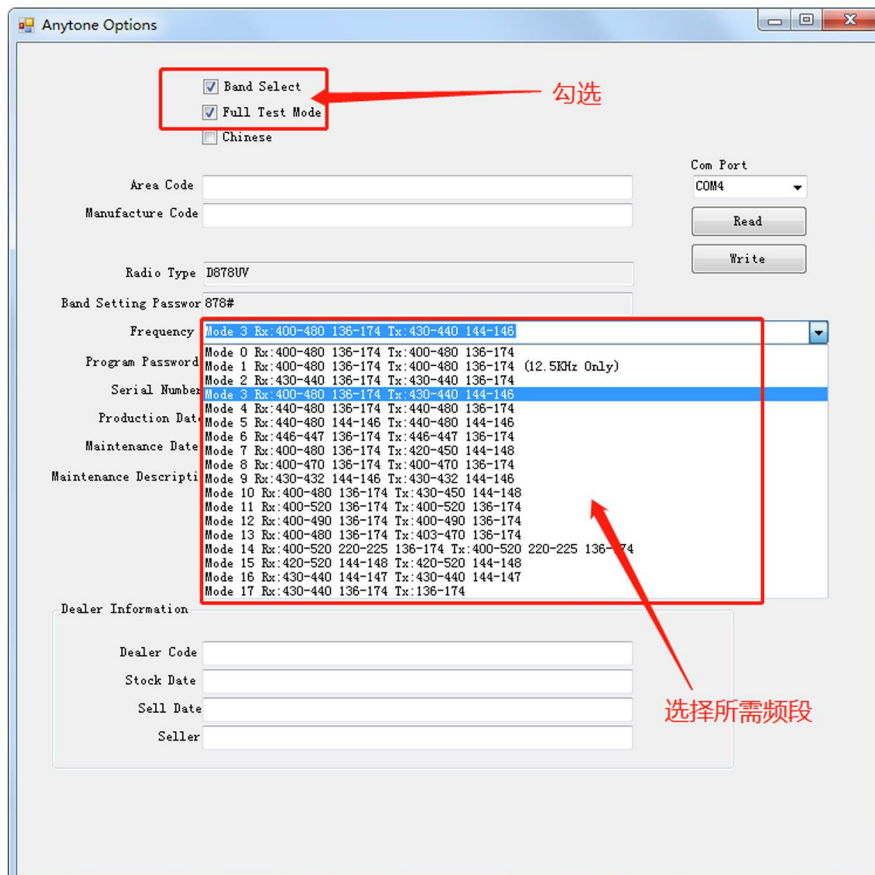 Anytone Options
Band Select
勾选
Full Test Mode
Chinese
Com Port
Area Code
COM4
Manufacture Code
Read
Write
Radio Type D878UV
Band Setting Passwor 878#
Frequency Mode 3 Rx:400-480 136-174 Tx:430-440 144-146
Mode 0 Rx:400-480 136-174 Tx:400-480 136-174
Program Password
Mode 1 Rx:400-480 136-174 Tx:400-480 136-174 (12.5KHz Only)
Mode 2 Rx:430-440 136-174 Tx:430-440 136-174
Serial Number
Mode 3 Rx:400-480 136-174 Tx:430-440 144-146
Mode 4 Rx:440-480 136-174 Tx:440-480 136-174
Production Date
Mode 5 Rx:440-480 144-146 Tx:440-480 144-146
Mode 6 Rx:446-447 136-174 Tx:446-447 136-174
Maintenance Date
Mode 7 Rx:400-480 136-174 Tx:420-450 144-148
Mode 8 Rx:400-470 136-174 Tx:400-470 136-174
Maintenance Descripti
Mode 9 Rx:430-432 144-146 Tx:430-432 144-146
Mode 10 Rx:400-480 136-174 Tx:430-450 144-148
Mode 11 Rx:400-520 136-174 Tx:400-520 136-174
Mode 12 Rx:400-490 136-174 Tx:400-490 136-174
Mode 13 Rx:400-480 136-174 Tx:403-470 136-174
Mode 14 Rx:400-520 220-225 136-174 Tx:400-520 220-225 136-174
Mode 15 Rx:420-520 144-148 Tx:420-520 144-148
Mode 16 Rx:430-440 144-147 Tx:430-440 144-147
Mode 17 Rx:430-440 136-174 Tx:136-174
Dealer Information
Dealer Code
Stock Date
Sell Date
选择所需频段
Seller